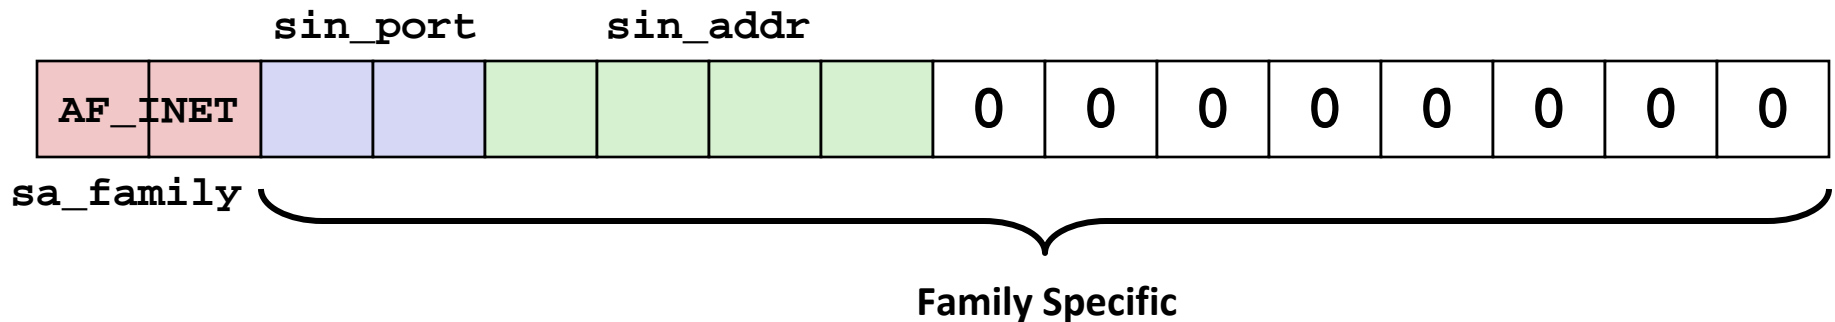 sin_port sin_addr
AF_INET 0 0 0 0 0 0 0 0
sa_family
Family Specific